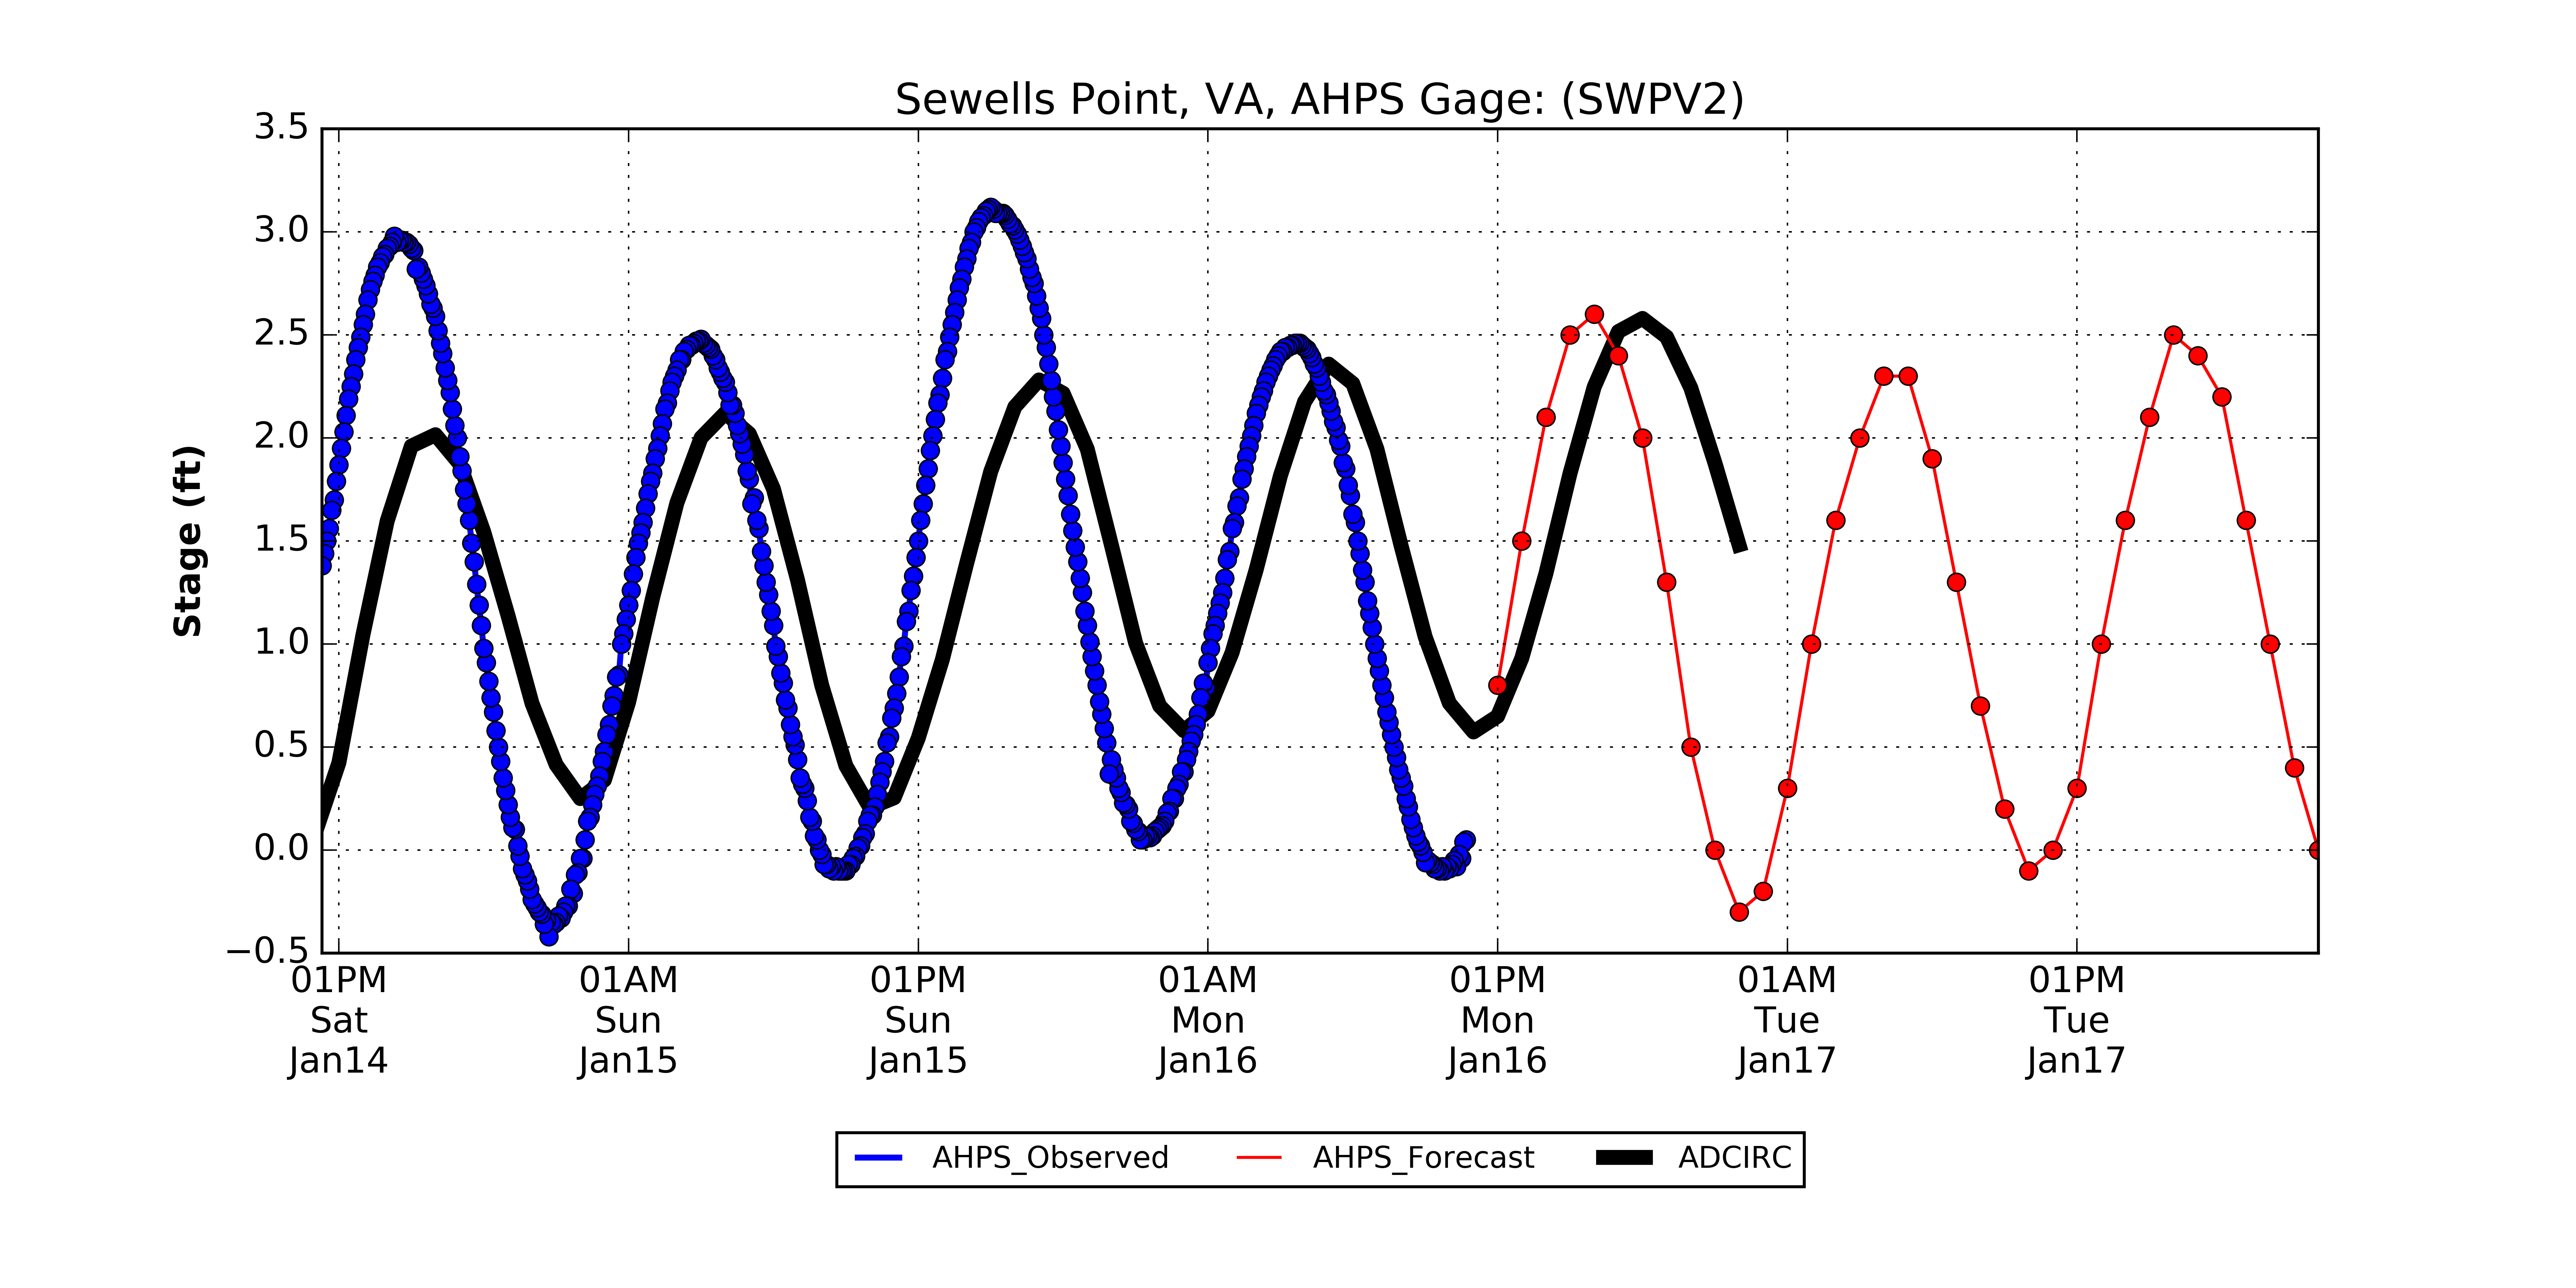 Sewells Point, VA, AHPS Gage: (SWPV2)
3.5
3.0
2.5
2.0
1.5
1.0
0.5
0.0
−0.5
Stage (ft)
01PM 01AM 01PM 01AM 01PM 01AM 01PM
Sat Sun Sun Mon Mon Tue Tue
Jan14 Jan15 Jan15 Jan16 Jan16 Jan17 Jan17
AHPS_Observed AHPS_Forecast ADCIRC